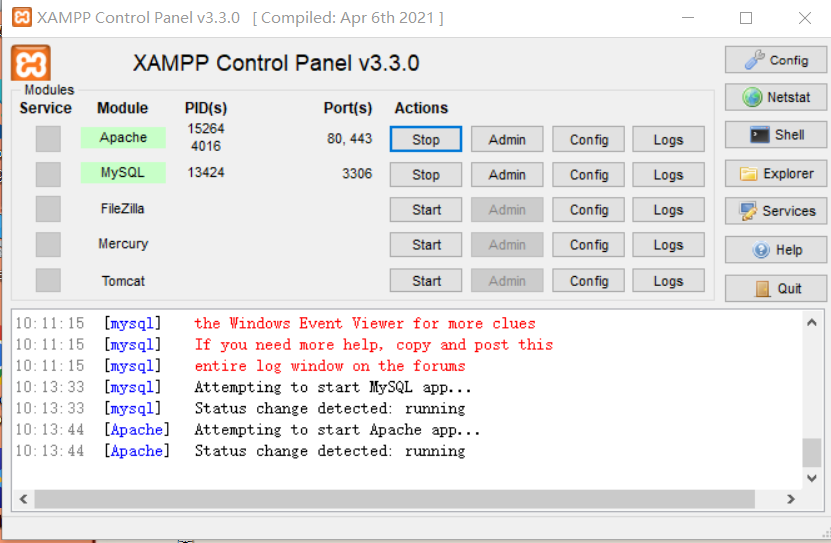 XAMPP Control Panel v3.3.0 [ Compiled: Apr 6th 2021 ]
XAMPP Control Panel v3.3.0
Config
Modules
Service Module PID(s) Port(s) Actions
Netstat
Apache 15264 80, 443 Stop Admin Config Logs
4016
Shell
MySQL 13424 3306 Stop Admin Config Logs
Explorer
FileZilla Start Admin Config Logs
Services
Mercury Start Admin Config Logs
Help
Tomcat Start Admin Config Logs
Quit
10:11:15 [mysql] the Windows Event Viewer for more clues
10:11:15 [mysql] If you need more help, copy and post this
10:11:15 [mysql] entire log window on the forums
10:13:33 [mysql] Attempting to start MySQL app...
10:13:33 [mysql] Status change detected: running
10:13:44 [Apache] Attempting to start Apache app...
10:13:44 [Apache] Status change detected: running